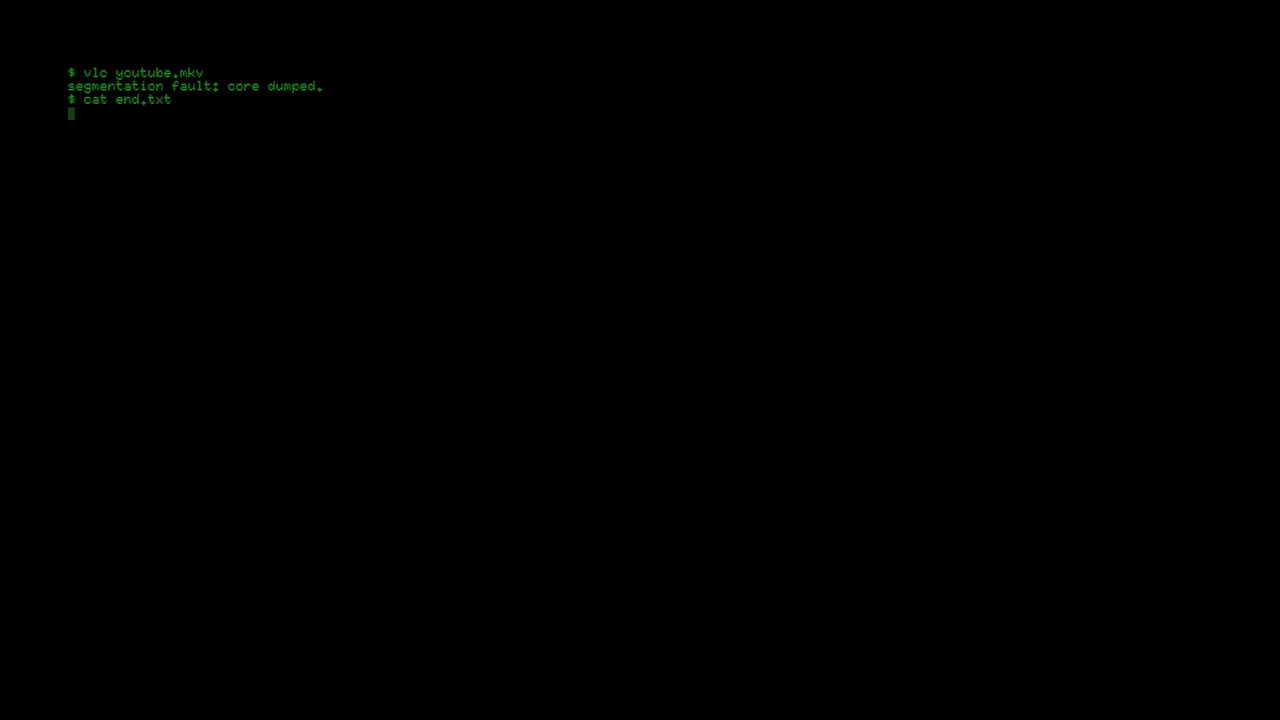 $ vlc youtube.mkv
segmentation fault: core dumped.
$ cat end.txt